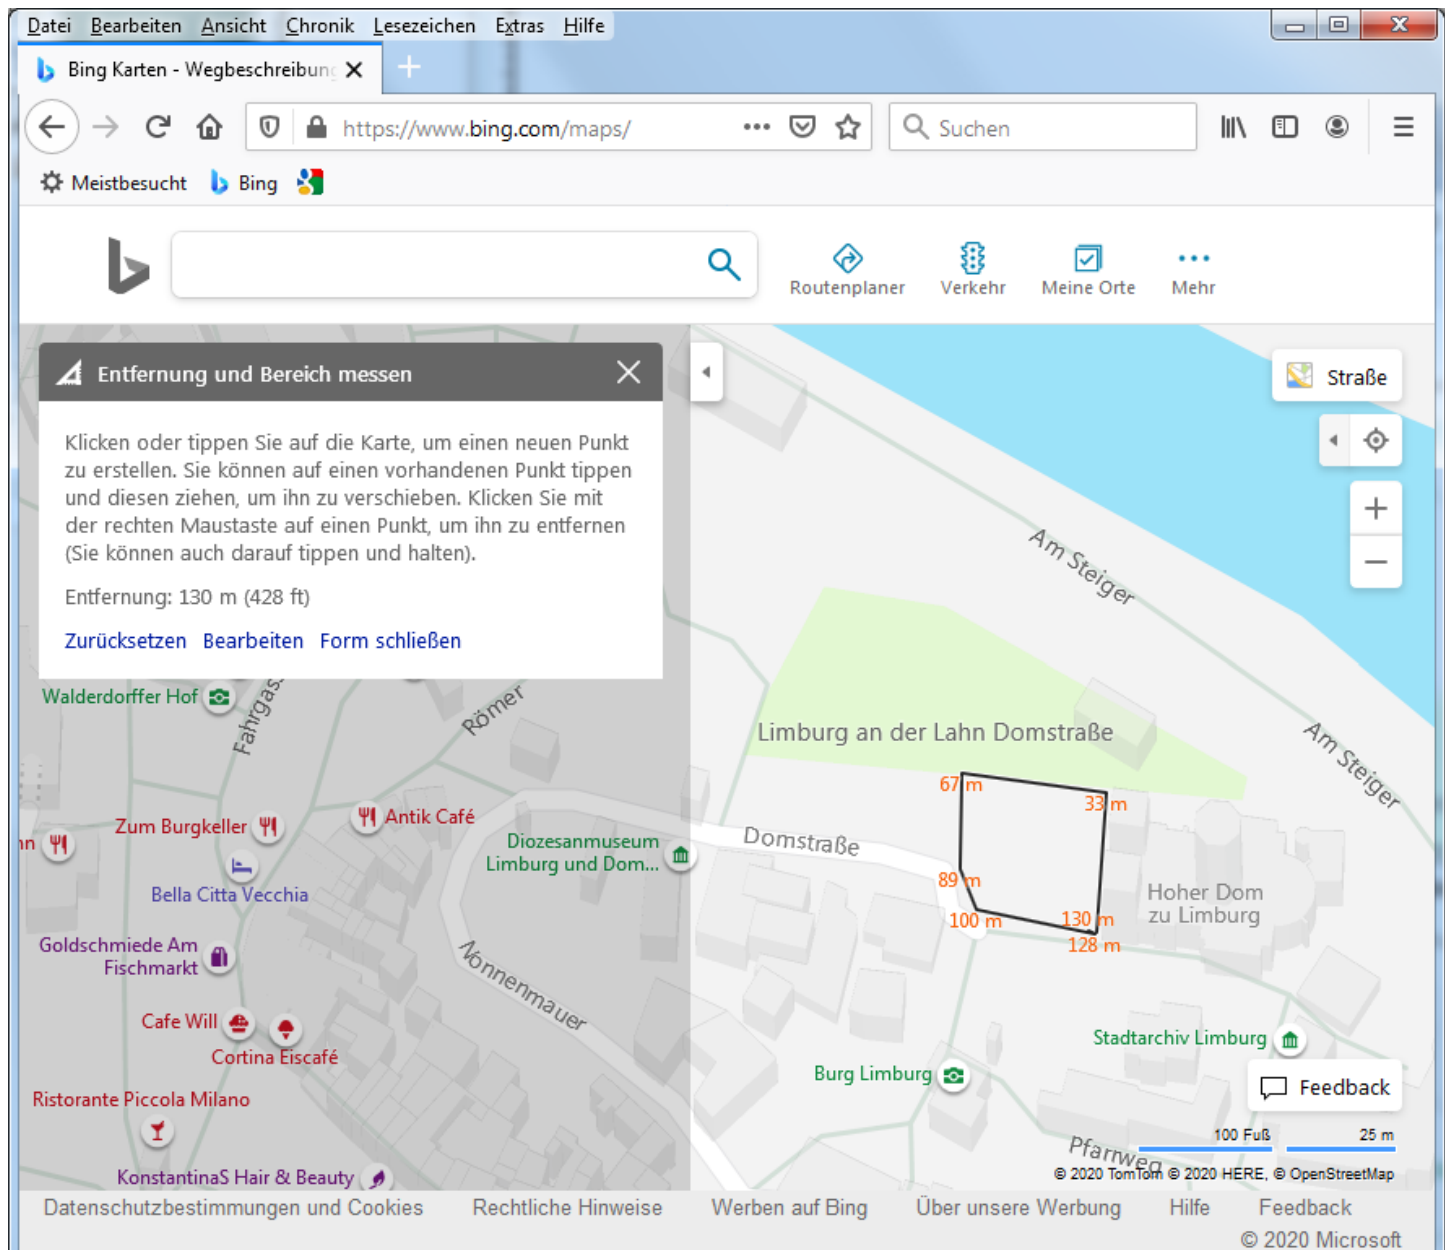 Datei Bearbeiten Ansicht Chronik Lesezeichen Extras Hilfe
Bing Karten - Wegbeschreibung
https://www.bing.com/maps/
Suchen
Meistbesucht Bing
Routenplaner Verkehr Meine Orte Mehr
Entfernung und Bereich messen
Klicken oder tippen Sie auf die Karte, um einen neuen Punkt
zu erstellen. Sie können auf einen vorhandenen Punkt tippen
und diesen ziehen, um ihn zu verschieben. Klicken Sie mit
der rechten Maustaste auf einen Punkt, um ihn zu entfernen
(Sie können auch darauf tippen und halten).
Entfernung: 130 m (428 ft)
Zurücksetzen Bearbeiten Form schließen
Straße
Am Steiger
Walderdorffer Hof
Fahrgass
Römer
Limburg an der Lahn Domstraße
Am Steiger
67 m
33 m
Zum Burgkeller
Antik Café
Diozesanmuseum
Limburg und Dom...
Domstraße
Bella Citta Vecchia
89 m
100 m
130 m
128 m
Hoher Dom
zu Limburg
Goldschmiede Am
Fischmarkt
Nonnenmauer
Cafe Will
Cortina Eiscafé
Stadtarchiv Limburg
Burg Limburg
Feedback
Ristorante Piccola Milano
100 Fuß 25 m
Pfarrweg
KonstantinaS Hair & Beauty
© 2020 TomTom © 2020 HERE, © OpenStreetMap
Datenschutzbestimmungen und Cookies Rechtliche Hinweise Werben auf Bing Über unsere Werbung Hilfe Feedback
© 2020 Microsoft